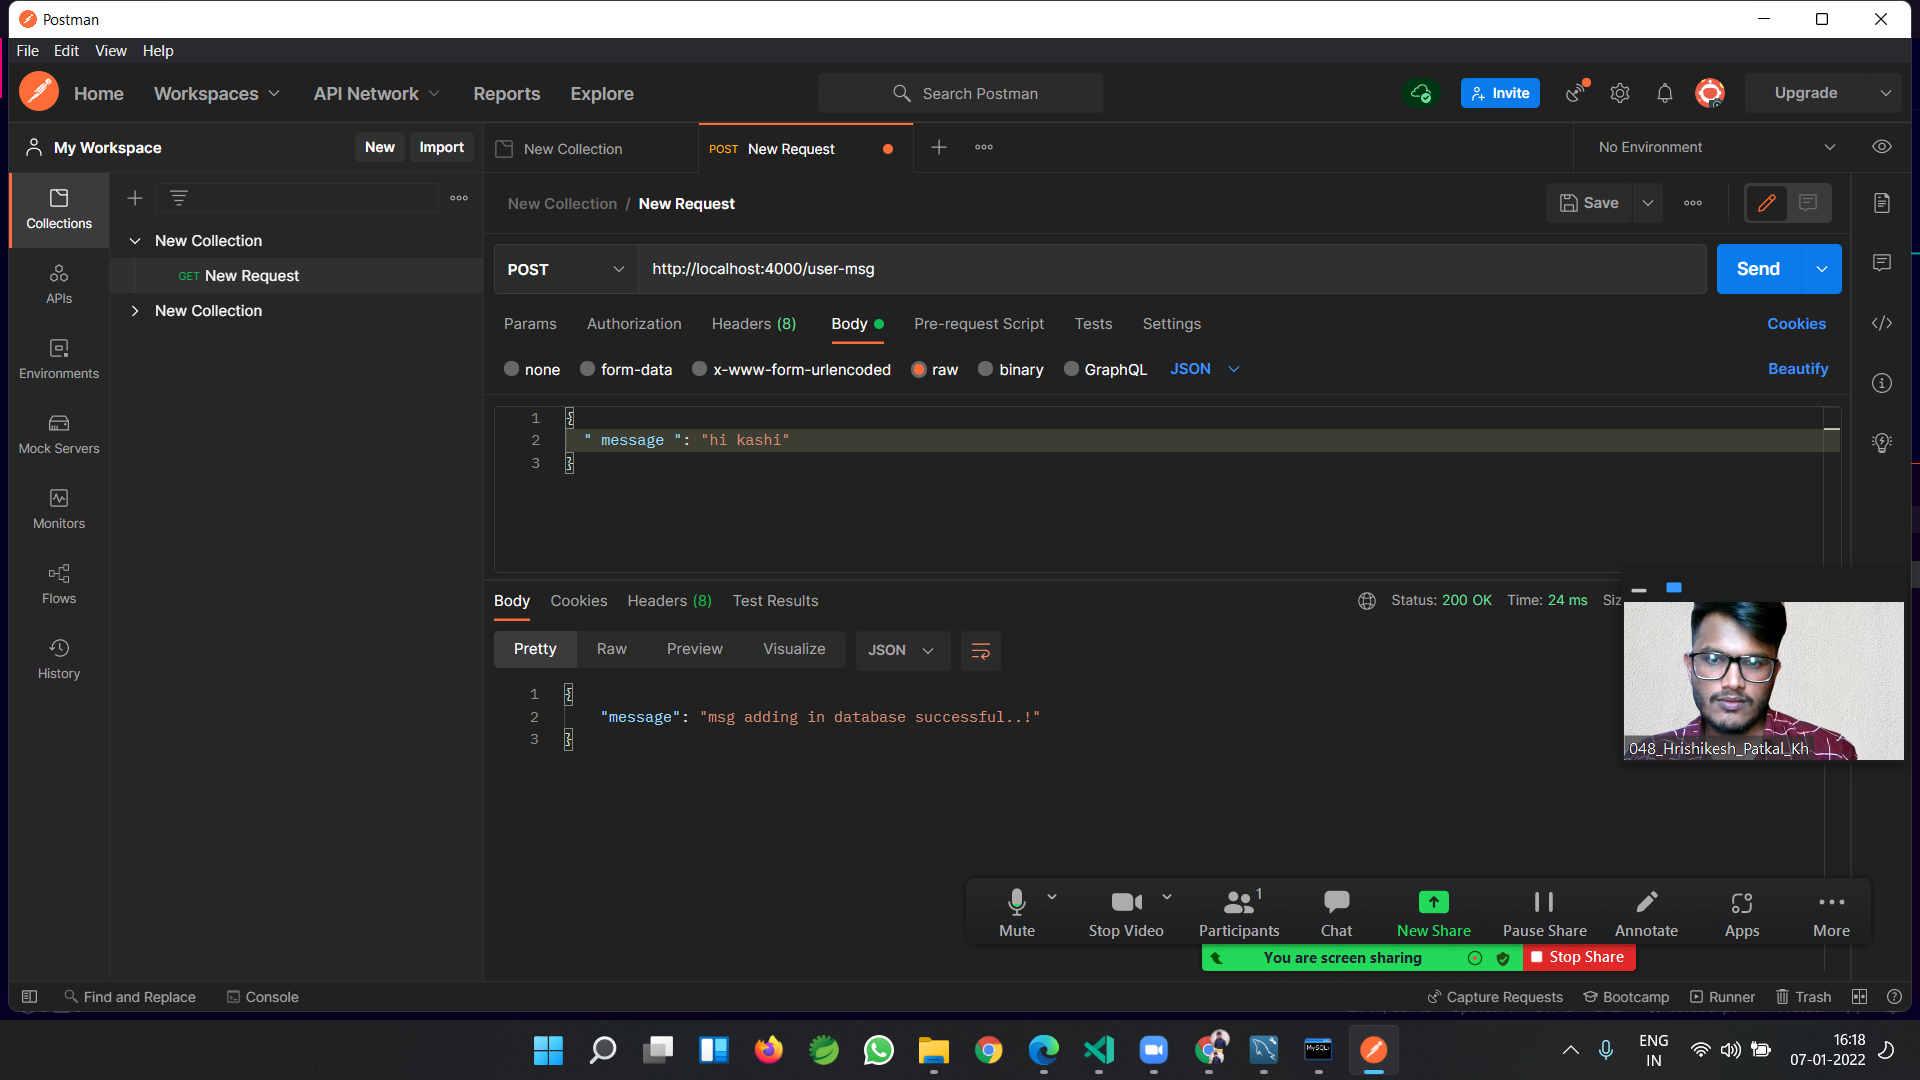 Postman
File Edit View Help
Home Workspaces API Network Reports Explore Search Postman Invite Upgrade
My Workspace New Import New Collection POST New Request No Environment
Collections
New Collection / New Request Save
New Collection
GET New Request
New Collection
POST http://localhost:4000/user-msg Send
APIs
Params Authorization Headers (8) Body Pre-request Script Tests Settings Cookies
Environments
none form-data x-www-form-urlencoded raw binary GraphQL JSON Beautify
Mock Servers
1 {
2 " message ": "hi kashi"
3 }
Monitors
Flows
History
Body Cookies Headers (8) Test Results Status: 200 OK Time: 24 ms Siz
Pretty Raw Preview Visualize JSON
1 {
2 "message": "msg adding in database successful..!"
3 }
048_Hrishikesh_Patkal_Kh
1
Mute Stop Video Participants Chat New Share Pause Share Annotate Apps More
You are screen sharing Stop Share
Find and Replace Console Capture Requests Bootcamp Runner Trash
MySQL
ENG
IN
16:18
07-01-2022